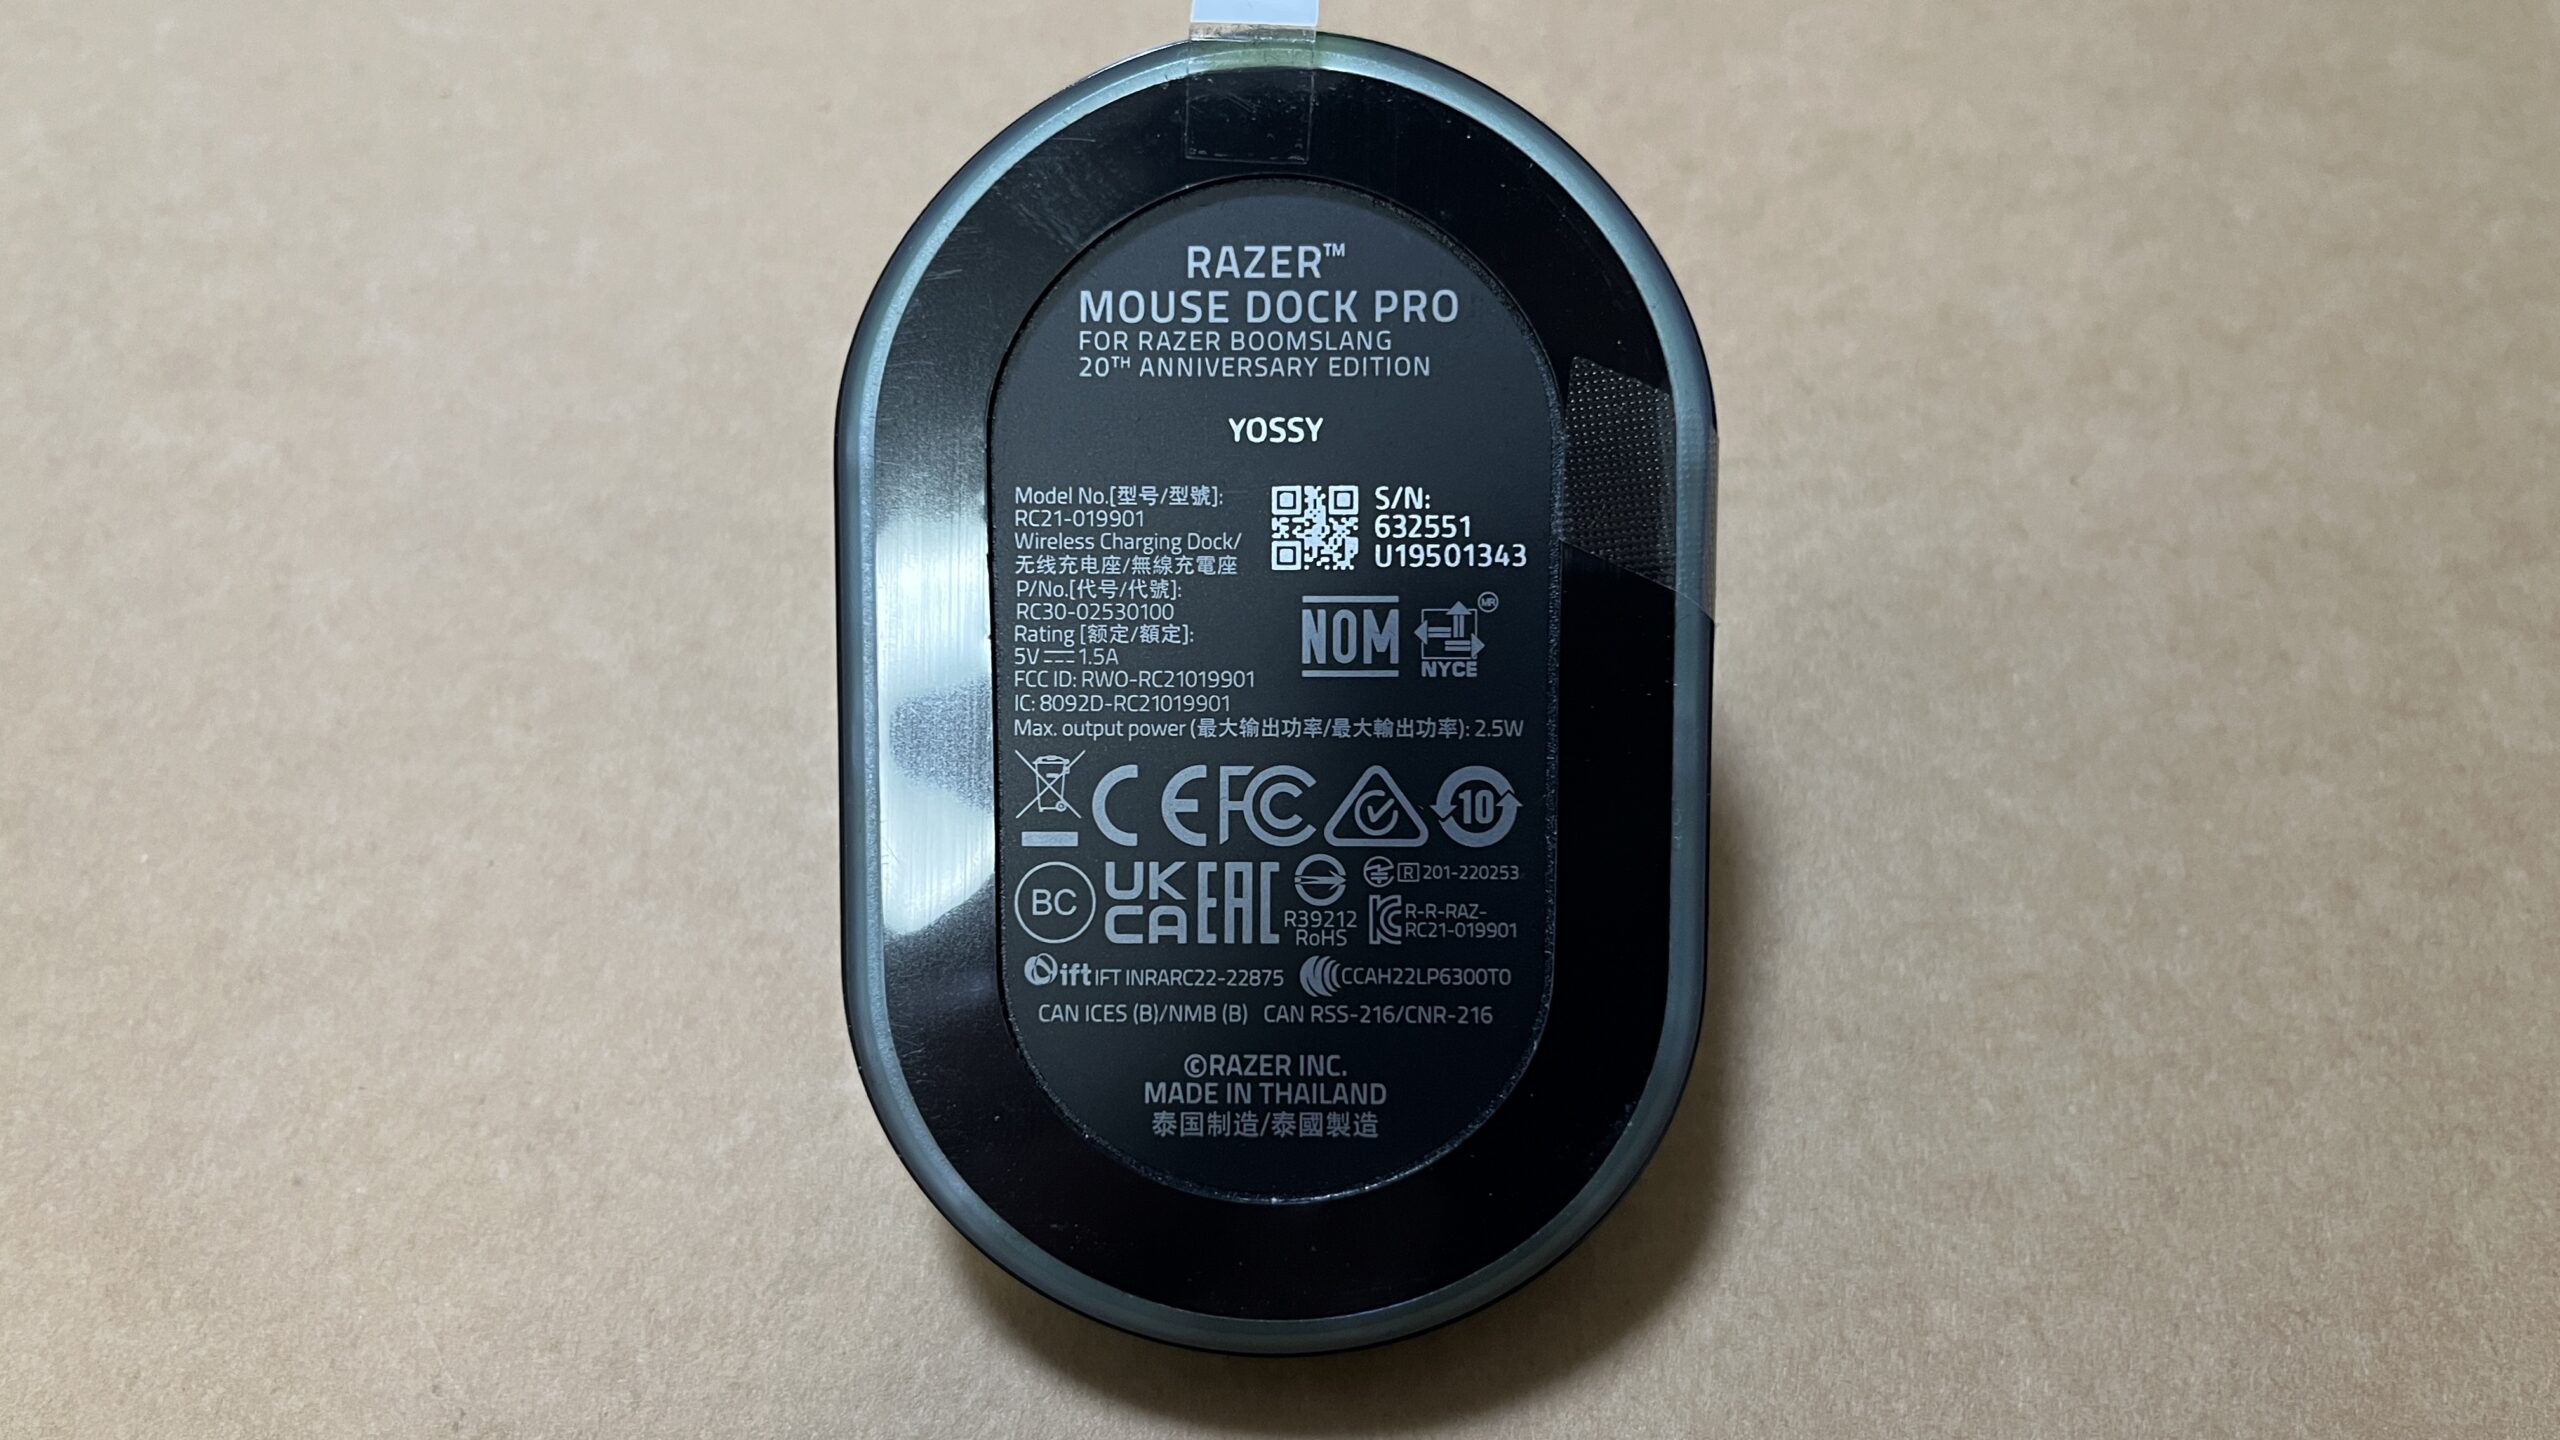 RAZER™
MOUSE DOCK PRO
FOR RAZER BOOMSLANG
20TH ANNIVERSARY EDITION
YOSSY
Model No.[型号/型號]:
RC21-019901
Wireless Charging Dock/
无线充电座/無線充電座
P/No.[代号/代號]:
RC30-02530100
Rating [额定/額定]:
5V⎓1.5A
FCC ID: RWO-RC21019901
IC: 8092D-RC21019901
Max. output power (最大输出功率/最大輸出功率): 2.5W
S/N:
632551
U19501343
NOM
MR
NYCE
CE FC 10
BC
UK
CA
EAC
R39212
RoHS
R 201-220253
R-R-RAZ-
RC21-019901
ift IFT INRARC22-22875
CCAH22LP6300T0
CAN ICES (B)/NMB (B) CAN RSS-216/CNR-216
©RAZER INC.
MADE IN THAILAND
泰国制造/泰國製造